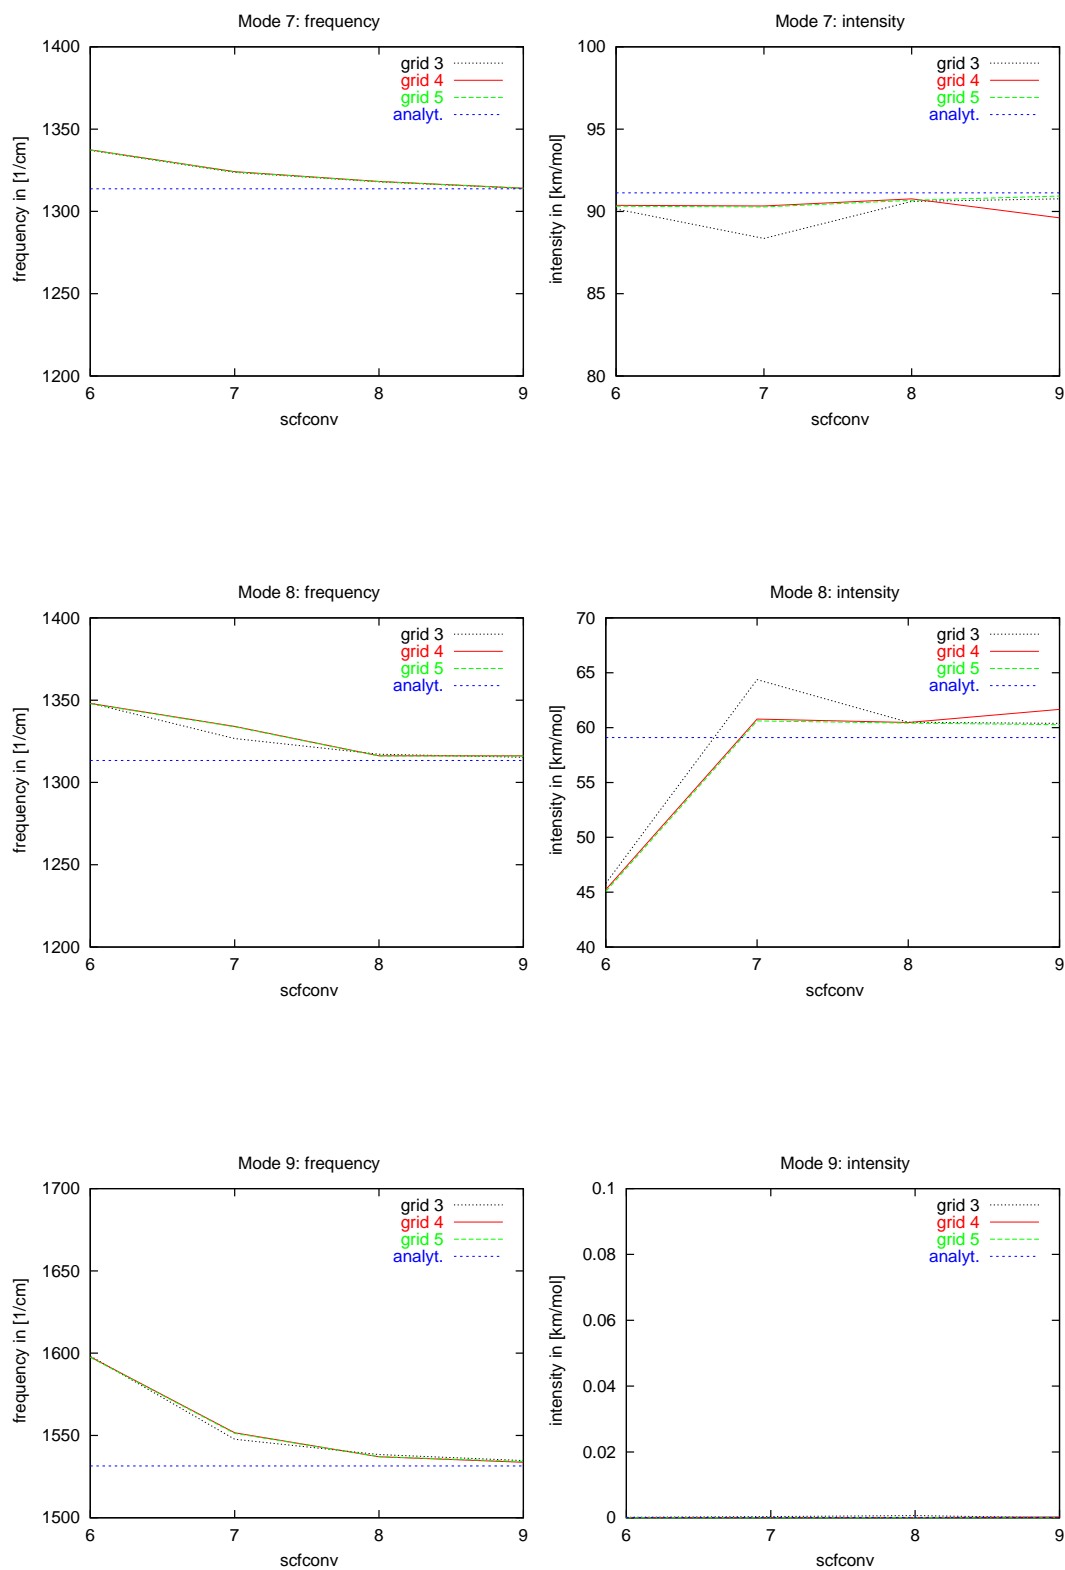 Mode 7: frequency
1400
1350
1300
1250
1200
6 7 8 9
frequency in [1/cm]
scfconv
grid 3
grid 4
grid 5
analyt.
Mode 7: intensity
100
95
90
85
80
6 7 8 9
intensity in [km/mol]
scfconv
grid 3
grid 4
grid 5
analyt.
Mode 8: frequency
1400
1350
1300
1250
1200
6 7 8 9
frequency in [1/cm]
scfconv
grid 3
grid 4
grid 5
analyt.
Mode 8: intensity
70
65
60
55
50
45
40
6 7 8 9
intensity in [km/mol]
scfconv
grid 3
grid 4
grid 5
analyt.
Mode 9: frequency
1700
1650
1600
1550
1500
6 7 8 9
frequency in [1/cm]
scfconv
grid 3
grid 4
grid 5
analyt.
Mode 9: intensity
0.1
0.08
0.06
0.04
0.02
0
6 7 8 9
intensity in [km/mol]
scfconv
grid 3
grid 4
grid 5
analyt.